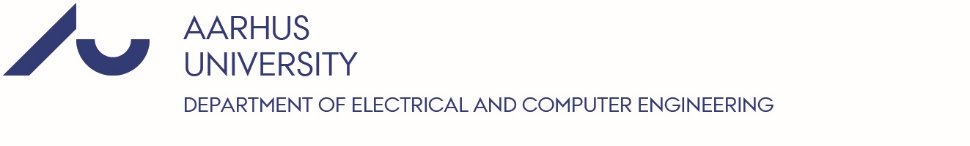 AARHUS
UNIVERSITY
DEPARTMENT OF ELECTRICAL AND COMPUTER ENGINEERING